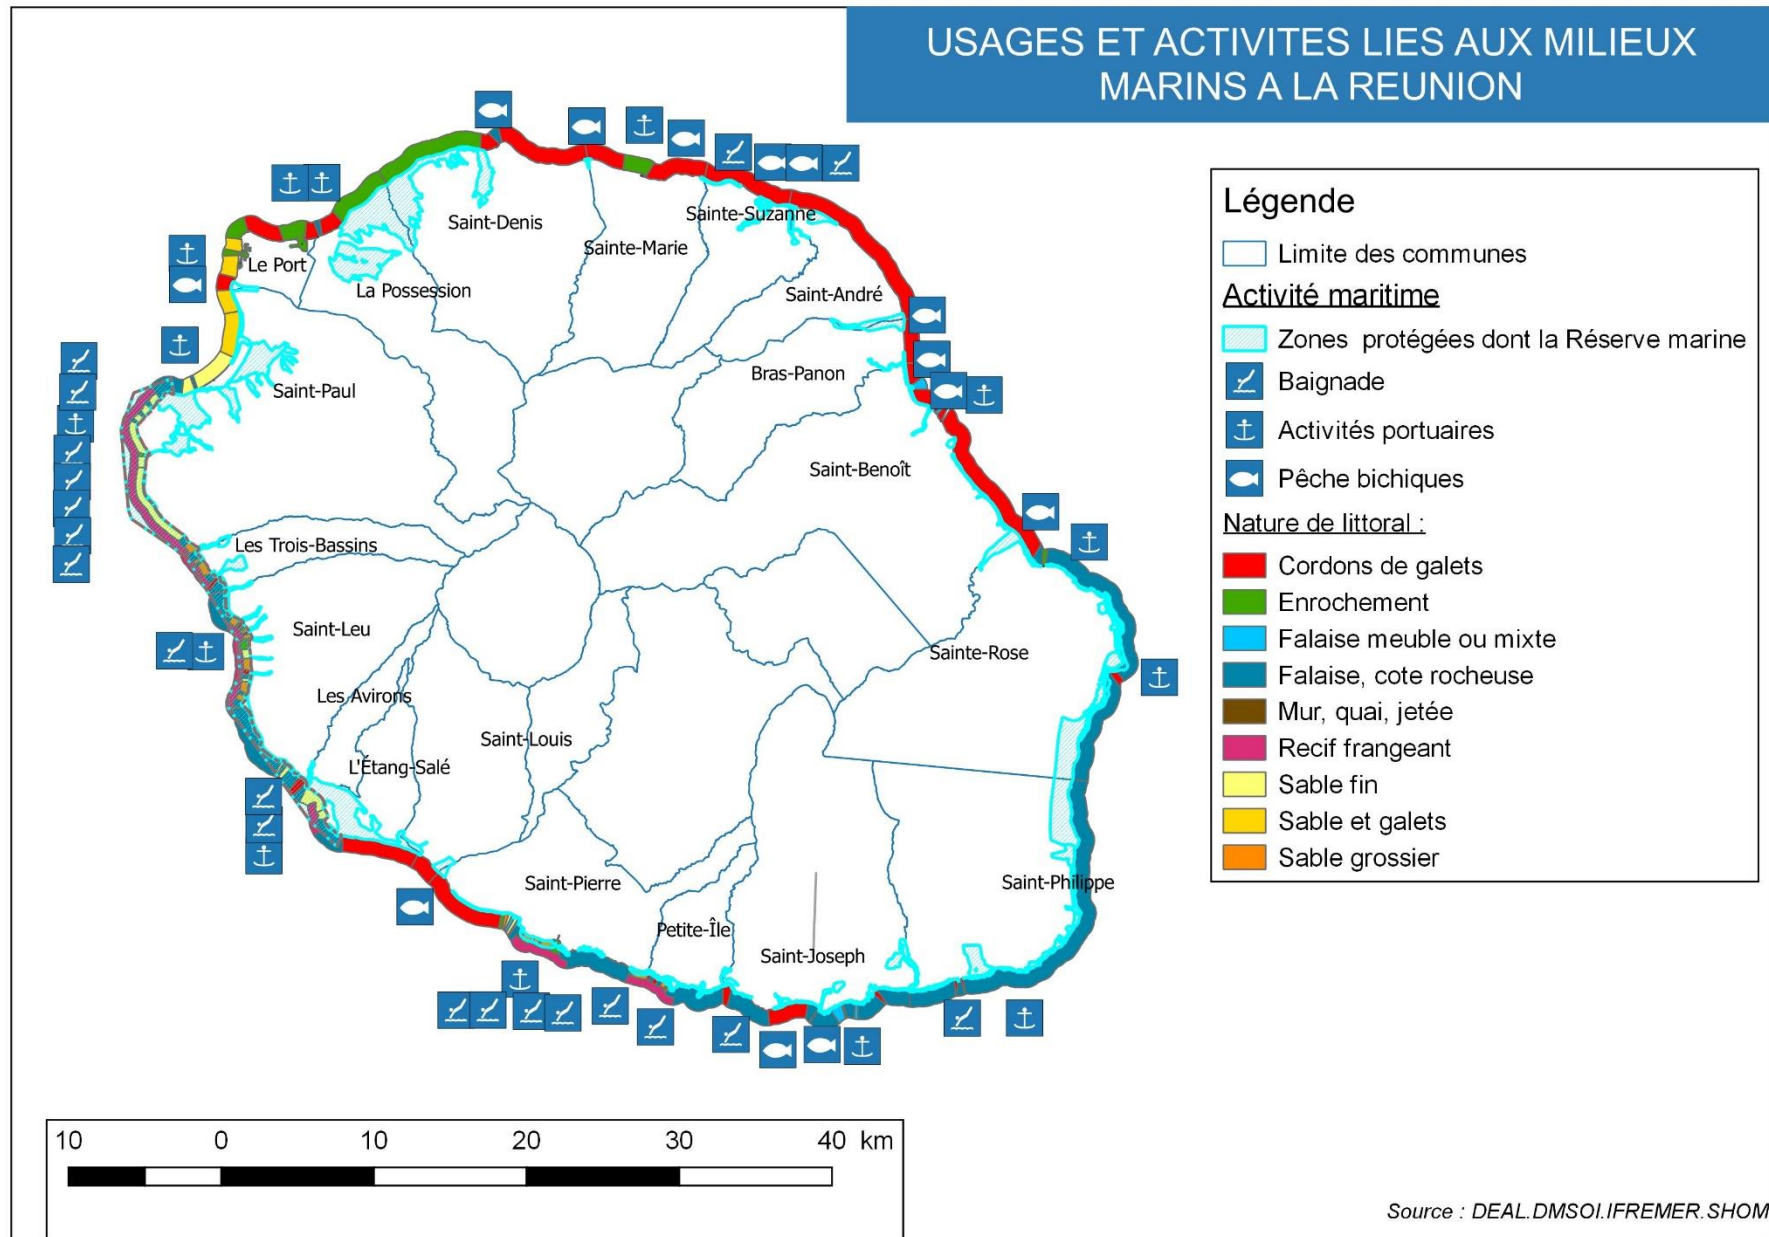 USAGES ET ACTIVITES LIES AUX MILIEUX
MARINS A LA REUNION
Légende
Limite des communes
Activité maritime
Zones protégées dont la Réserve marine
Baignade
Activités portuaires
Pêche bichiques
Nature de littoral :
Cordons de galets
Enrochement
Falaise meuble ou mixte
Falaise, cote rocheuse
Mur, quai, jetée
Recif frangeant
Sable fin
Sable et galets
Sable grossier
Saint-Denis
Sainte-Marie
Sainte-Suzanne
Le Port
La Possession
Saint-André
Saint-Paul
Bras-Panon
Saint-Benoît
Les Trois-Bassins
Saint-Leu
Sainte-Rose
Les Avirons
Saint-Louis
L'Étang-Salé
Saint-Pierre
Saint-Philippe
Petite-Île
Saint-Joseph
10 0 10 20 30 40 km
Source : DEAL.DMSOI.IFREMER.SHOM